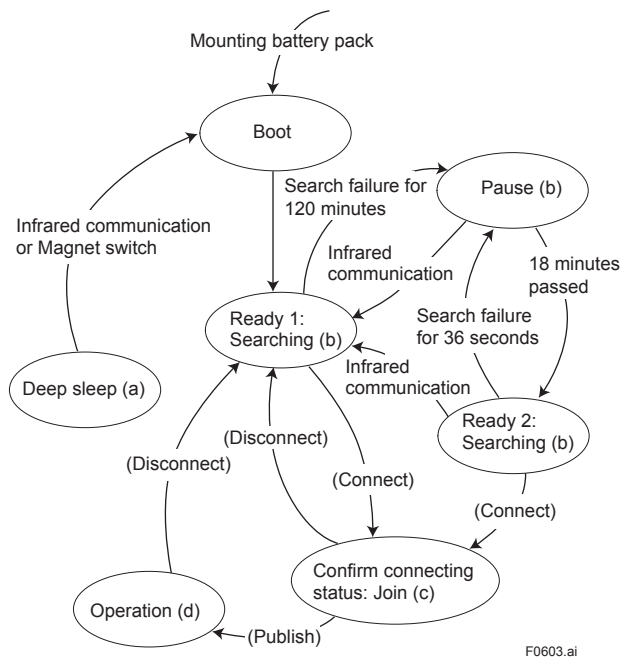 Mounting battery pack
Boot
Search failure for
120 minutes
Pause (b)
Infrared communication
or Magnet switch
Infrared
communication
18 minutes
passed
Ready 1:
Searching (b)
Search failure
for 36 seconds
Deep sleep (a)
Infrared
communication
Ready 2:
Searching (b)
(Disconnect)
(Disconnect)
(Connect)
(Connect)
Confirm connecting
status: Join (c)
Operation (d)
(Publish)
F0603.ai